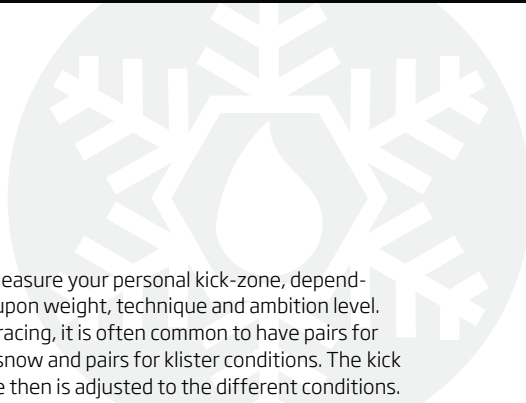 easure your personal kick-zone, depend-
upon weight, technique and ambition level.
racing, it is often common to have pairs for
snow and pairs for klister conditions. The kick
e then is adjusted to the different conditions.